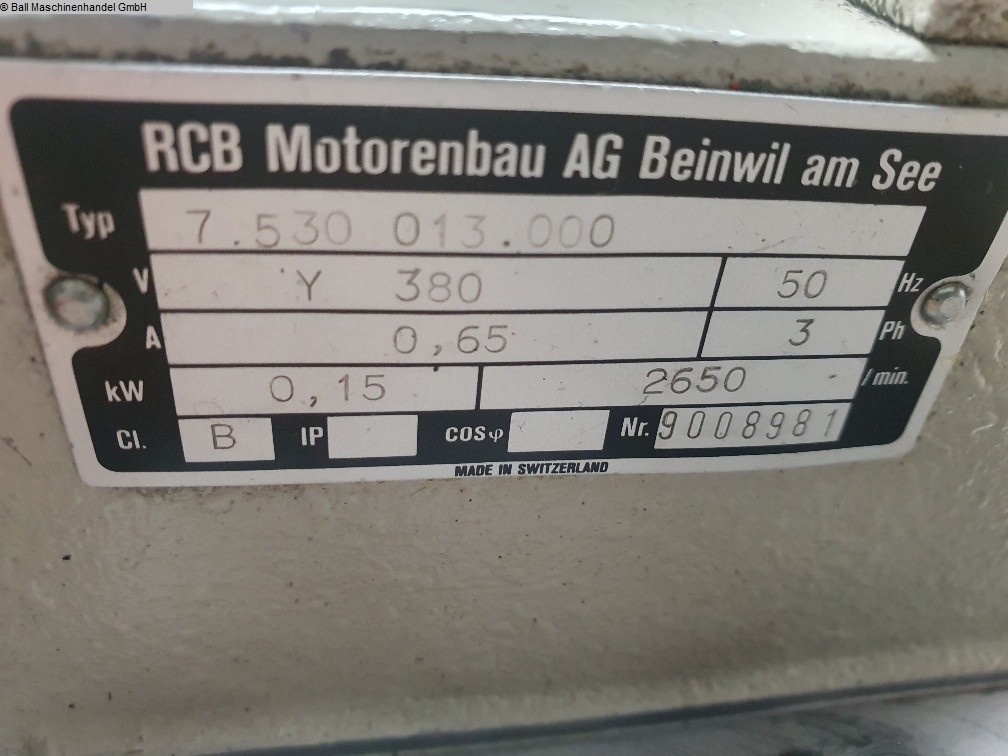 © Ball Maschinenhandel GmbH
RCB Motorenbau AG Beinwil am See
Typ 7.530 013.000
V Y 380 50 Hz
A 0,65 3 Ph
kW 0,15 2650 /min.
Cl. B IP cosφ Nr. 9008981
MADE IN SWITZERLAND